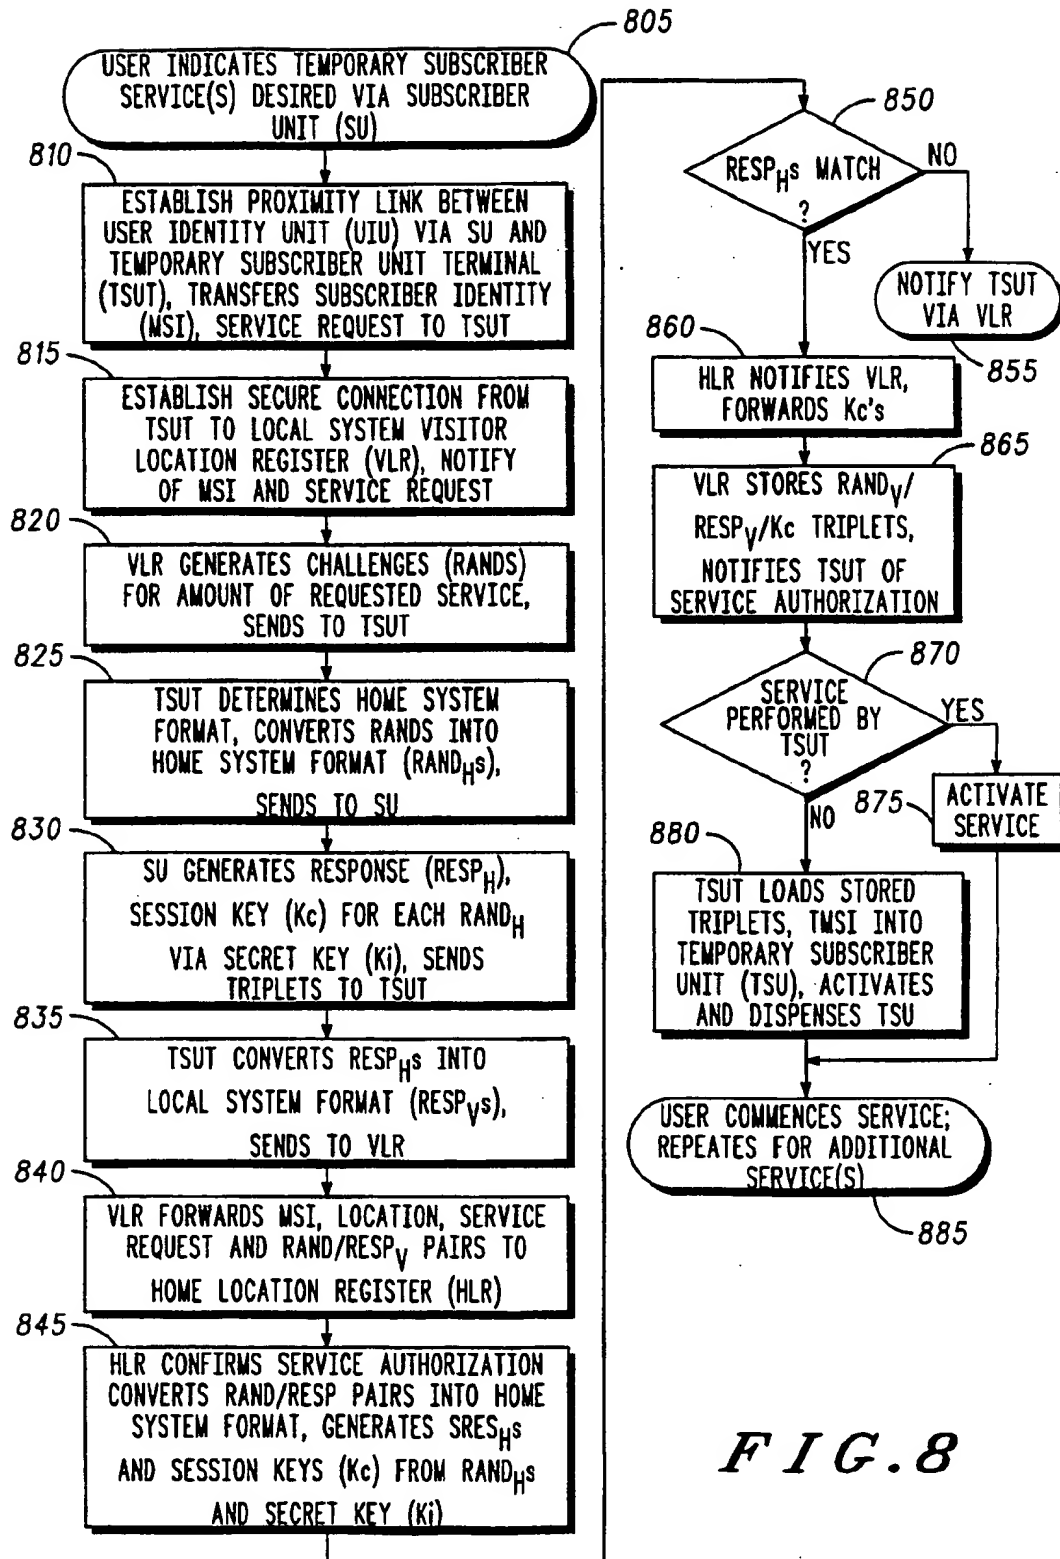 805
USER INDICATES TEMPORARY SUBSCRIBER
SERVICE(S) DESIRED VIA SUBSCRIBER
UNIT (SU)
810
ESTABLISH PROXIMITY LINK BETWEEN
USER IDENTITY UNIT (UIU) VIA SU AND
TEMPORARY SUBSCRIBER UNIT TERMINAL
(TSUT), TRANSFERS SUBSCRIBER IDENTITY
(MSI), SERVICE REQUEST TO TSUT
815
ESTABLISH SECURE CONNECTION FROM
TSUT TO LOCAL SYSTEM VISITOR
LOCATION REGISTER (VLR), NOTIFY
OF MSI AND SERVICE REQUEST
820
VLR GENERATES CHALLENGES (RANDS)
FOR AMOUNT OF REQUESTED SERVICE,
SENDS TO TSUT
825
TSUT DETERMINES HOME SYSTEM
FORMAT, CONVERTS RANDS INTO
HOME SYSTEM FORMAT (RANDHS),
SENDS TO SU
830
SU GENERATES RESPONSE (RESPH),
SESSION KEY (Kc) FOR EACH RANDH
VIA SECRET KEY (Ki), SENDS
TRIPLETS TO TSUT
835
TSUT CONVERTS RESPHS INTO
LOCAL SYSTEM FORMAT (RESPVS),
SENDS TO VLR
840
VLR FORWARDS MSI, LOCATION, SERVICE
REQUEST AND RAND/RESPV PAIRS TO
HOME LOCATION REGISTER (HLR)
845
HLR CONFIRMS SERVICE AUTHORIZATION
CONVERTS RAND/RESP PAIRS INTO HOME
SYSTEM FORMAT, GENERATES SRESHS
AND SESSION KEYS (Kc) FROM RANDHS
AND SECRET KEY (Ki)
850
RESPHS MATCH
?
NO
YES
NOTIFY TSUT
VIA VLR
855
860
HLR NOTIFIES VLR,
FORWARDS Kc'S
865
VLR STORES RANDV/
RESPV/Kc TRIPLETS,
NOTIFIES TSUT OF
SERVICE AUTHORIZATION
870
SERVICE
PERFORMED BY
TSUT
?
YES
NO
875
ACTIVATE
SERVICE
880
TSUT LOADS STORED
TRIPLETS, TMSI INTO
TEMPORARY SUBSCRIBER
UNIT (TSU), ACTIVATES
AND DISPENSES TSU
USER COMMENCES SERVICE;
REPEATES FOR ADDITIONAL
SERVICE(S)
885
FIG.8